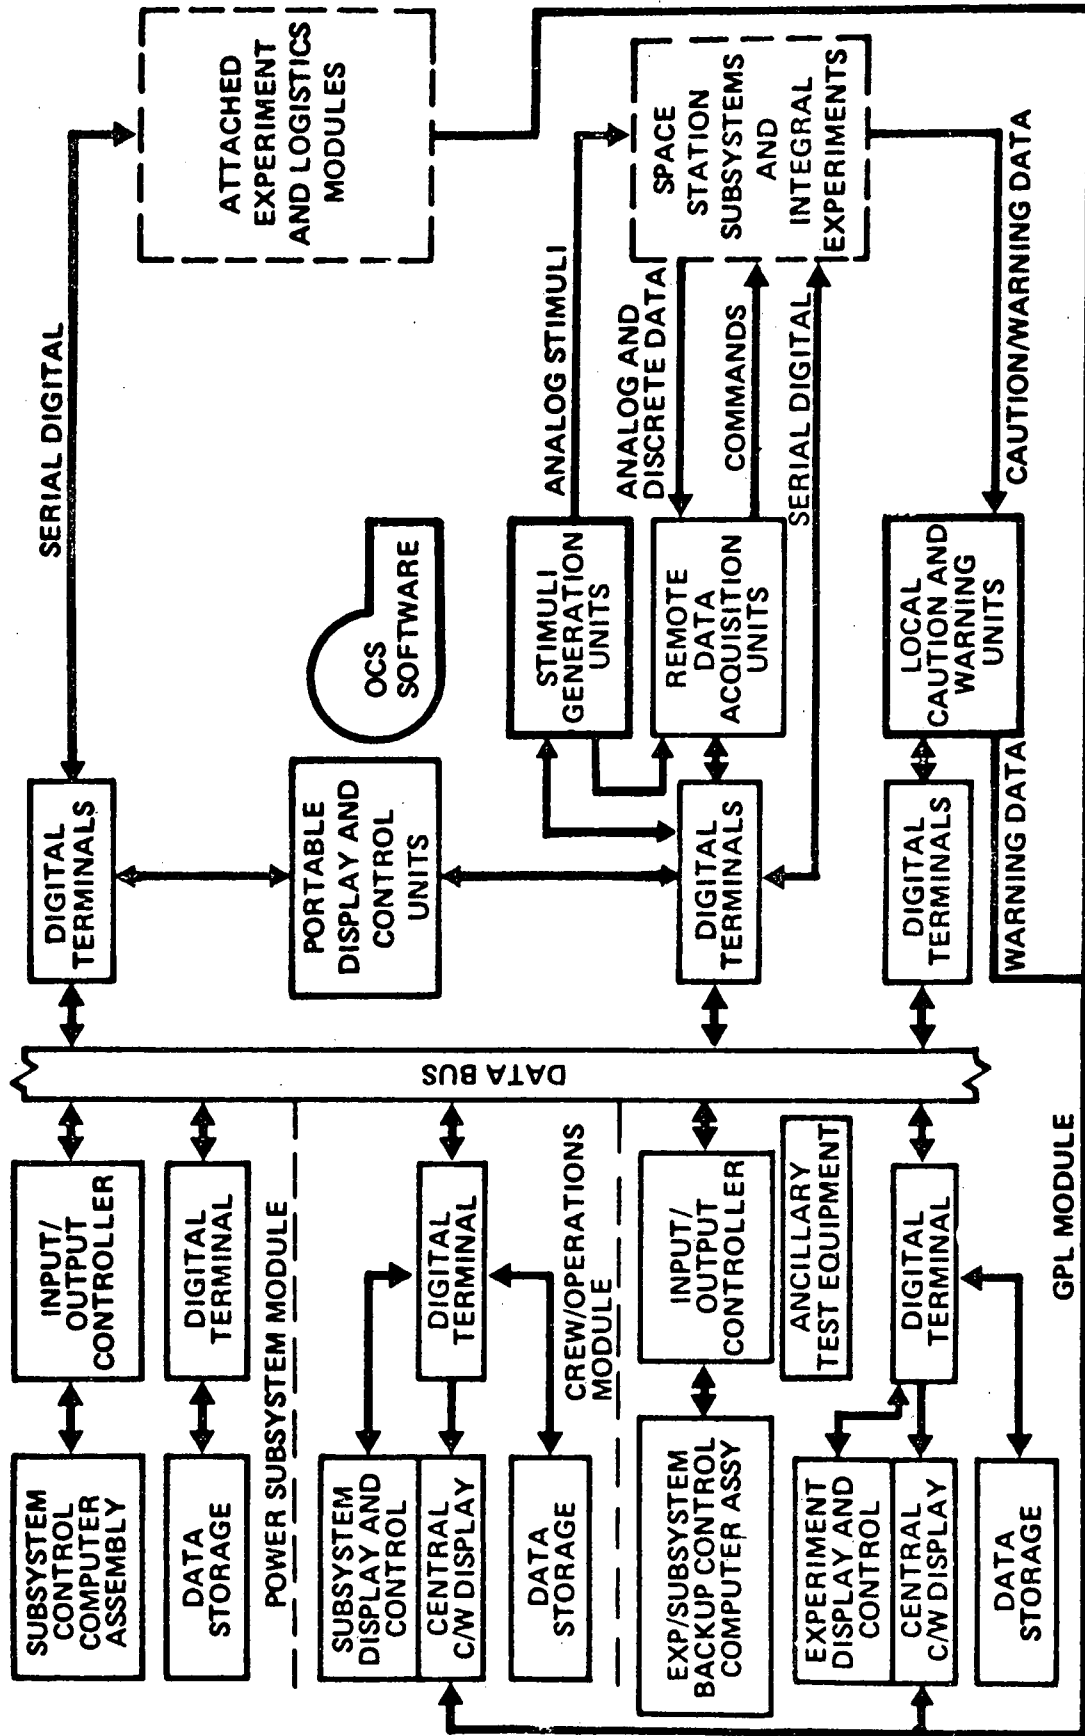 SUBSYSTEM
CONTROL
COMPUTER
ASSEMBLY
INPUT/
OUTPUT
CONTROLLER
DATA
STORAGE
DIGITAL
TERMINAL
POWER SUBSYSTEM MODULE
SUBSYSTEM
DISPLAY AND
CONTROL
CENTRAL
C/W DISPLAY
DIGITAL
TERMINAL
DATA
STORAGE
CREW/OPERATIONS
MODULE
EXP/SUBSYSTEM
BACKUP CONTROL
COMPUTER ASSY
INPUT/
OUTPUT
CONTROLLER
ANCILLARY
TEST EQUIPMENT
EXPERIMENT
DISPLAY AND
CONTROL
CENTRAL
C/W DISPLAY
DIGITAL
TERMINAL
DATA
STORAGE
GPL MODULE
DATA BUS
DIGITAL
TERMINALS
SERIAL DIGITAL
ATTACHED
EXPERIMENT
AND LOGISTICS
MODULES
PORTABLE
DISPLAY AND
CONTROL
UNITS
OCS
SOFTWARE
STIMULI
GENERATION
UNITS
ANALOG STIMULI
REMOTE
DATA
ACQUISITION
UNITS
ANALOG AND
DISCRETE DATA
COMMANDS
SERIAL DIGITAL
DIGITAL
TERMINALS
SPACE
STATION
SUBSYSTEMS
AND
INTEGRAL
EXPERIMENTS
DIGITAL
TERMINALS
LOCAL
CAUTION AND
WARNING
UNITS
WARNING DATA
CAUTION/WARNING DATA